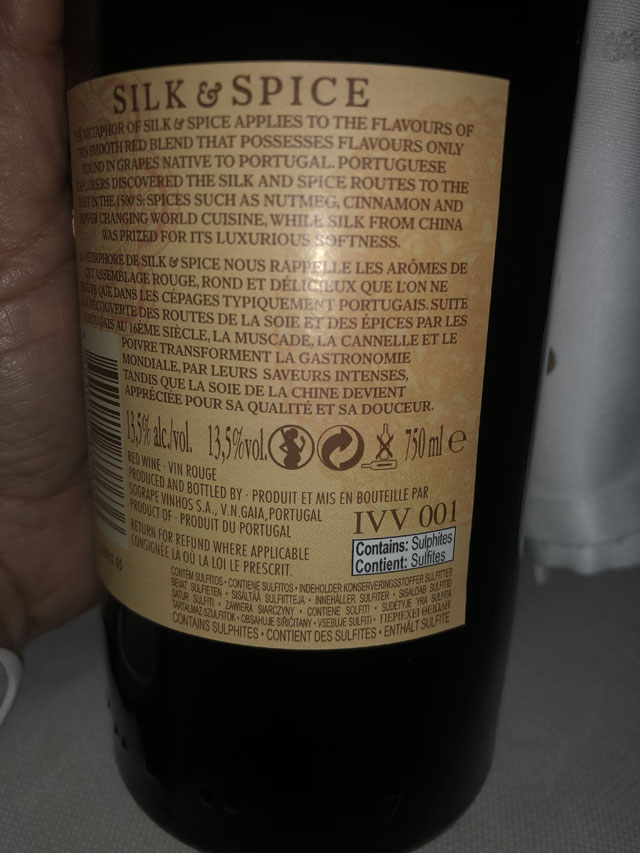 SILK & SPICE
METAPHOR OF SILK & SPICE APPLIES TO THE FLAVOURS OF
SMOOTH RED BLEND THAT POSSESSES FLAVOURS ONLY
FOUND IN GRAPES NATIVE TO PORTUGAL. PORTUGUESE
EXPLORERS DISCOVERED THE SILK AND SPICE ROUTES TO THE
EAST IN THE 1500'S: SPICES SUCH AS NUTMEG, CINNAMON AND
PEPPER CHANGING WORLD CUISINE, WHILE SILK FROM CHINA
WAS PRIZED FOR ITS LUXURIOUS SOFTNESS.
MÉTAPHORE DE SILK & SPICE NOUS RAPPELLE LES ARÔMES DE
CET ASSEMBLAGE ROUGE, ROND ET DÉLICIEUX QUE L'ON NE
TROUVE QUE DANS LES CÉPAGES TYPIQUEMENT PORTUGAIS. SUITE
LA DÉCOUVERTE DES ROUTES DE LA SOIE ET DES ÉPICES PAR LES
PORTUGAIS AU 16ÈME SIÈCLE, LA MUSCADE, LA CANNELLE ET LE
POIVRE TRANSFORMENT LA GASTRONOMIE
MONDIALE, PAR LEURS SAVEURS INTENSES,
TANDIS QUE LA SOIE DE LA CHINE DEVIENT
APPRÉCIÉE POUR SA QUALITÉ ET SA DOUCEUR.
13,5% alc./vol. 13,5%vol. 750 ml e
RED WINE · VIN ROUGE
PRODUCED AND BOTTLED BY · PRODUIT ET MIS EN BOUTEILLE PAR
SOGRAPE VINHOS S.A., V.N.GAIA, PORTUGAL
PRODUCT OF · PRODUIT DU PORTUGAL
IVV 001
RETURN FOR REFUND WHERE APPLICABLE
CONSIGNÉE LÀ OÙ LA LOI LE PRESCRIT.
Contains: Sulphites
Contient: Sulfites
CONTÉM SULFITOS · CONTIENE SULFITOS · INDEHOLDER KONSERVERINGSSTOFFER SULFITTER
BEVAT SULFIETEN · SISÄLTÄÄ SULFIITTEJA · INNEHÅLLER SULFITER · SISALDAB SULFITID
SATUR SULFITI · ZAWIERA SIARCZYNY · CONTIENE SOLFITI · SUDĖTYJE YRA SULFITŲ
TARTALMAZ SZULFITOK · OBSAHUJE SIŘIČITANY · VSEBUJE SULFITI · ΠΕΡΙΕΧΕΙ ΘΕΙΩΔΗ
CONTAINS SULPHITES · CONTIENT DES SULFITES · ENTHÄLT SULFITE